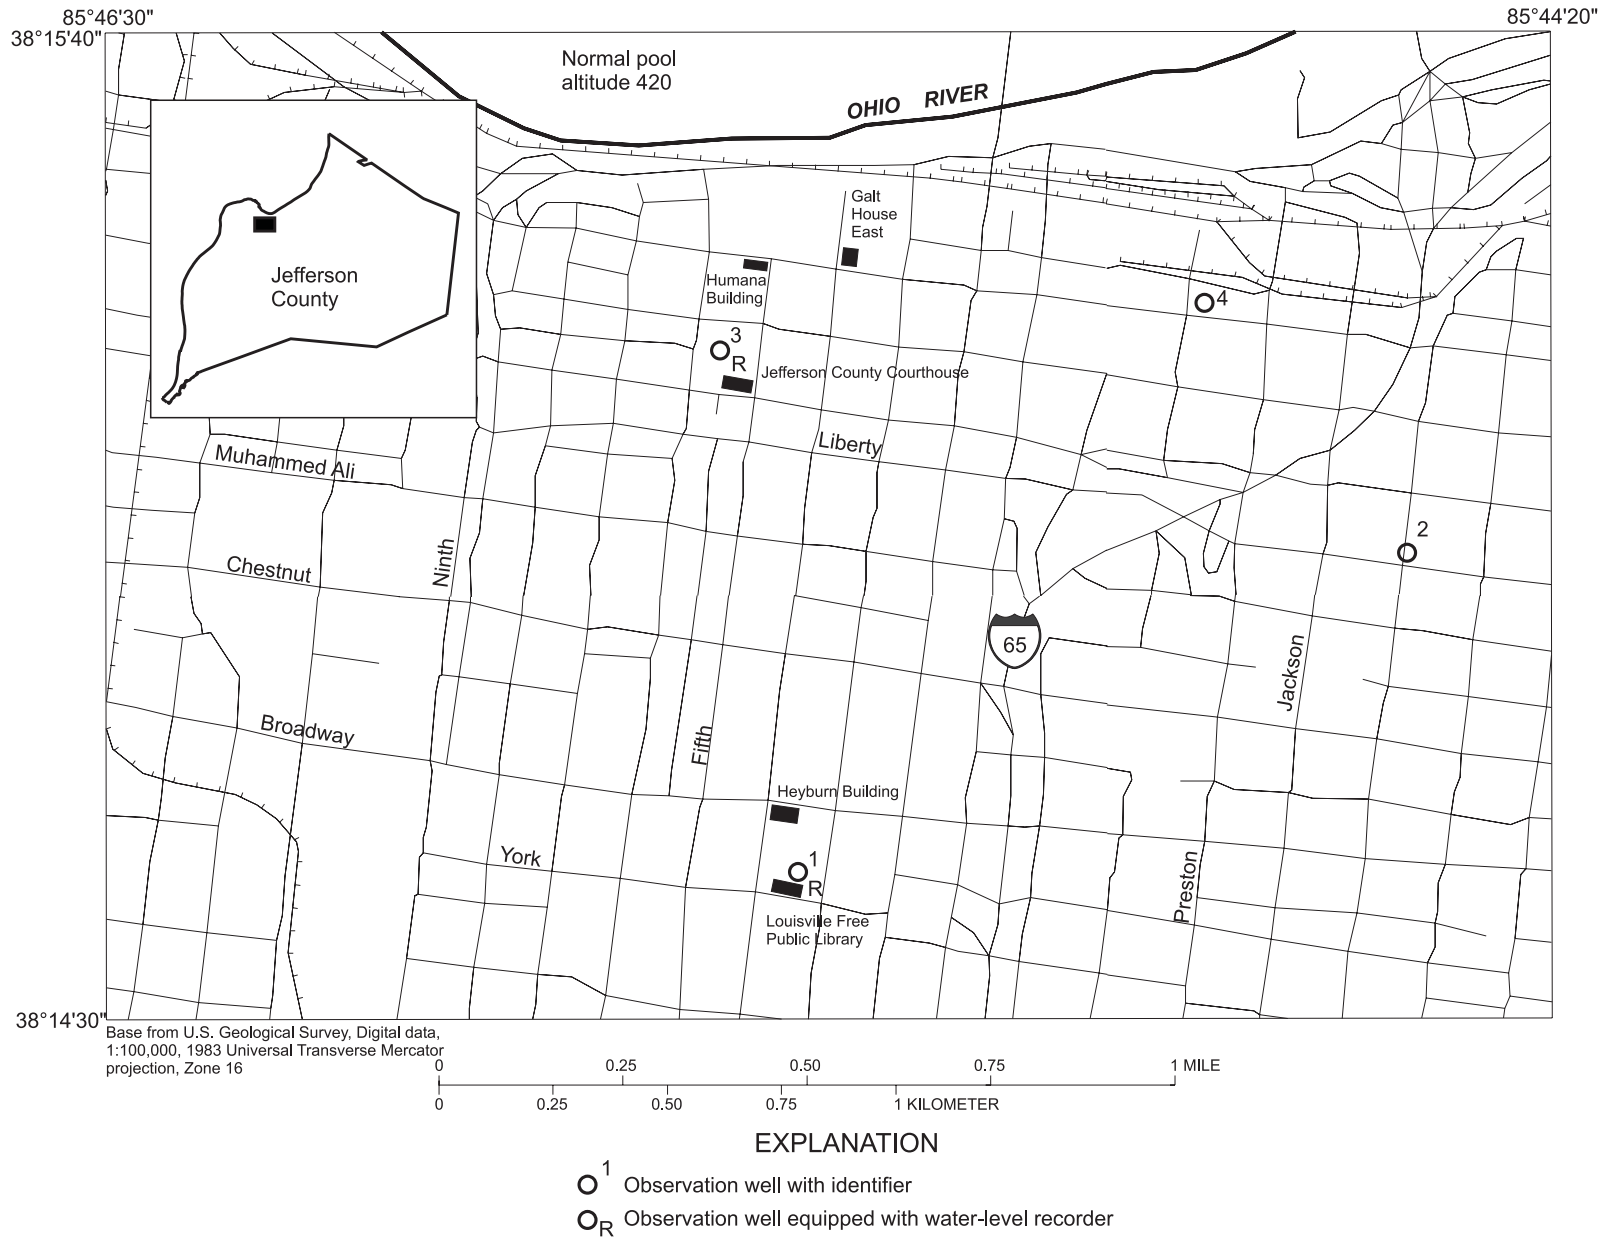 85°46'30"
85°44'20"
38°15'40"
Normal pool
altitude 420
OHIO RIVER
Galt
House
East
Jefferson
County
Humana
Building
4
3
R
Jefferson County Courthouse
Liberty
Muhammed Ali
2
Ninth
Chestnut
65
Jackson
Broadway
Fifth
Heyburn Building
York
1
R
Preston
Louisville Free
Public Library
38°14'30"
Base from U.S. Geological Survey, Digital data,
1:100,000, 1983 Universal Transverse Mercator
projection, Zone 16
0 0.25 0.50 0.75 1 MILE
0 0.25 0.50 0.75 1 KILOMETER
EXPLANATION
1 Observation well with identifier
R Observation well equipped with water-level recorder